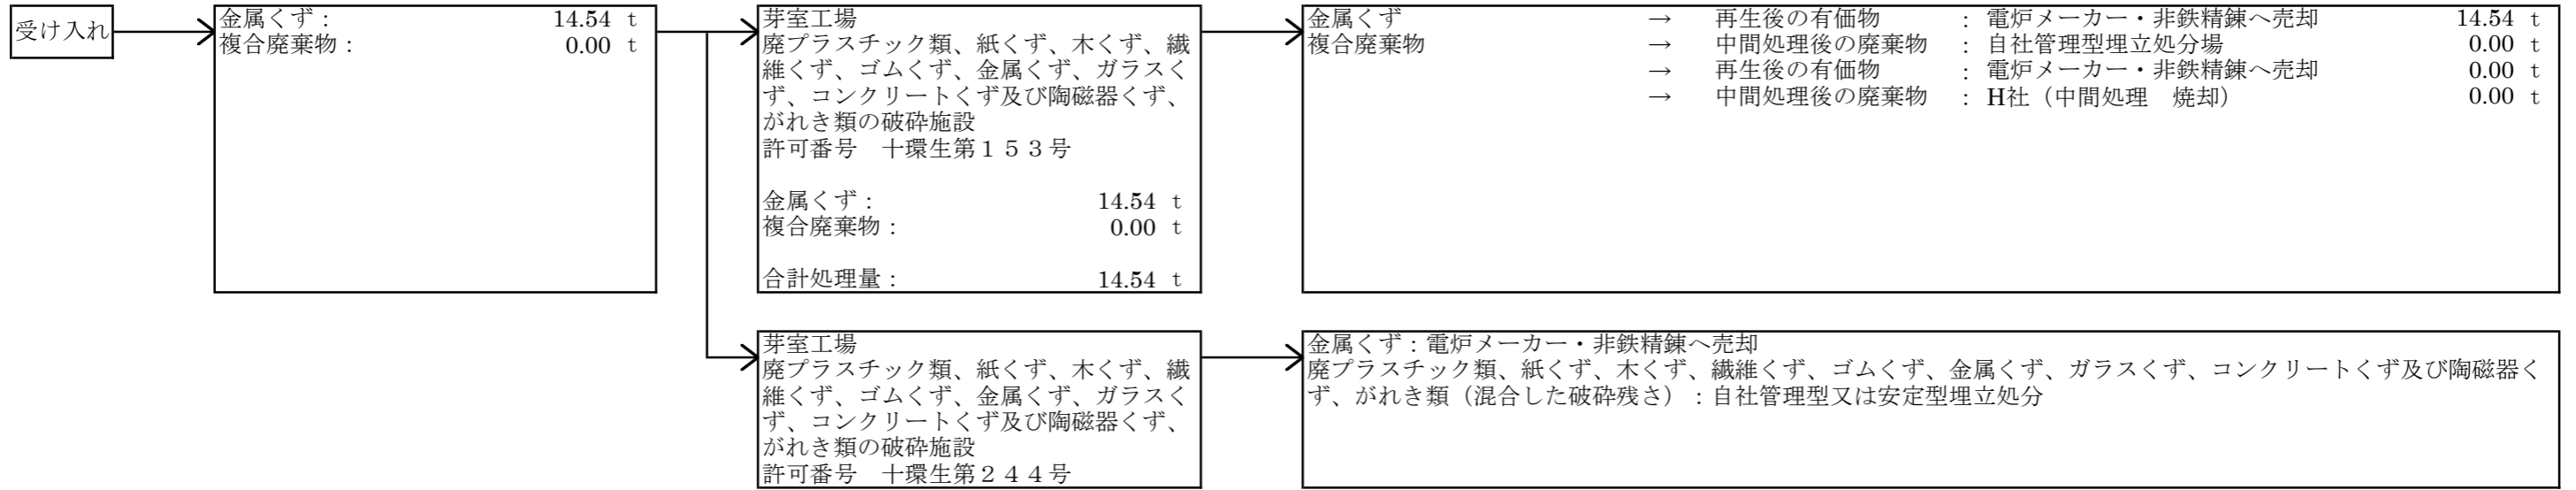 受け入れ
金属くず： 14.54 t
複合廃棄物： 0.00 t
芽室工場
廃プラスチック類、紙くず、木くず、繊
維くず、ゴムくず、金属くず、ガラスく
ず、コンクリートくず及び陶磁器くず、
がれき類の破砕施設
許可番号　十環生第１５３号
金属くず： 14.54 t
複合廃棄物： 0.00 t
合計処理量： 14.54 t
金属くず → 再生後の有価物 ： 電炉メーカー・非鉄精錬へ売却 14.54 t
複合廃棄物 → 中間処理後の廃棄物 ： 自社管理型埋立処分場 0.00 t
→ 再生後の有価物 ： 電炉メーカー・非鉄精錬へ売却 0.00 t
→ 中間処理後の廃棄物 ： H社（中間処理　焼却） 0.00 t
芽室工場
廃プラスチック類、紙くず、木くず、繊
維くず、ゴムくず、金属くず、ガラスく
ず、コンクリートくず及び陶磁器くず、
がれき類の破砕施設
許可番号　十環生第２４４号
金属くず：電炉メーカー・非鉄精錬へ売却
廃プラスチック類、紙くず、木くず、繊維くず、ゴムくず、金属くず、ガラスくず、コンクリートくず及び陶磁器く
ず、がれき類（混合した破砕残さ）：自社管理型又は安定型埋立処分